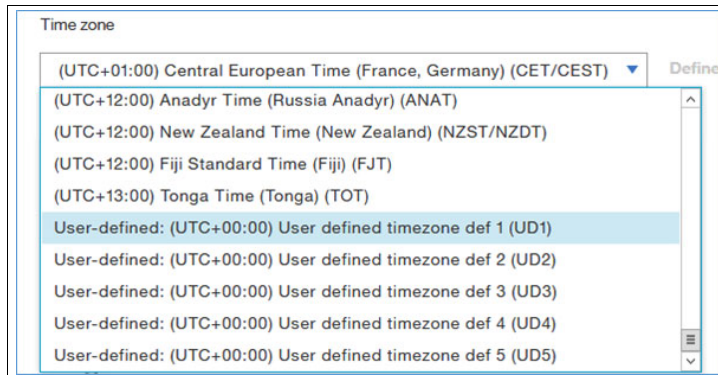 Time zone
(UTC+01:00) Central European Time (France, Germany) (CET/CEST)
Define
(UTC+12:00) Anadyr Time (Russia Anadyr) (ANAT)
(UTC+12:00) New Zealand Time (New Zealand) (NZST/NZDT)
(UTC+12:00) Fiji Standard Time (Fiji) (FJT)
(UTC+13:00) Tonga Time (Tonga) (TOT)
User-defined: (UTC+00:00) User defined timezone def 1 (UD1)
User-defined: (UTC+00:00) User defined timezone def 2 (UD2)
User-defined: (UTC+00:00) User defined timezone def 3 (UD3)
User-defined: (UTC+00:00) User defined timezone def 4 (UD4)
User-defined: (UTC+00:00) User defined timezone def 5 (UD5)